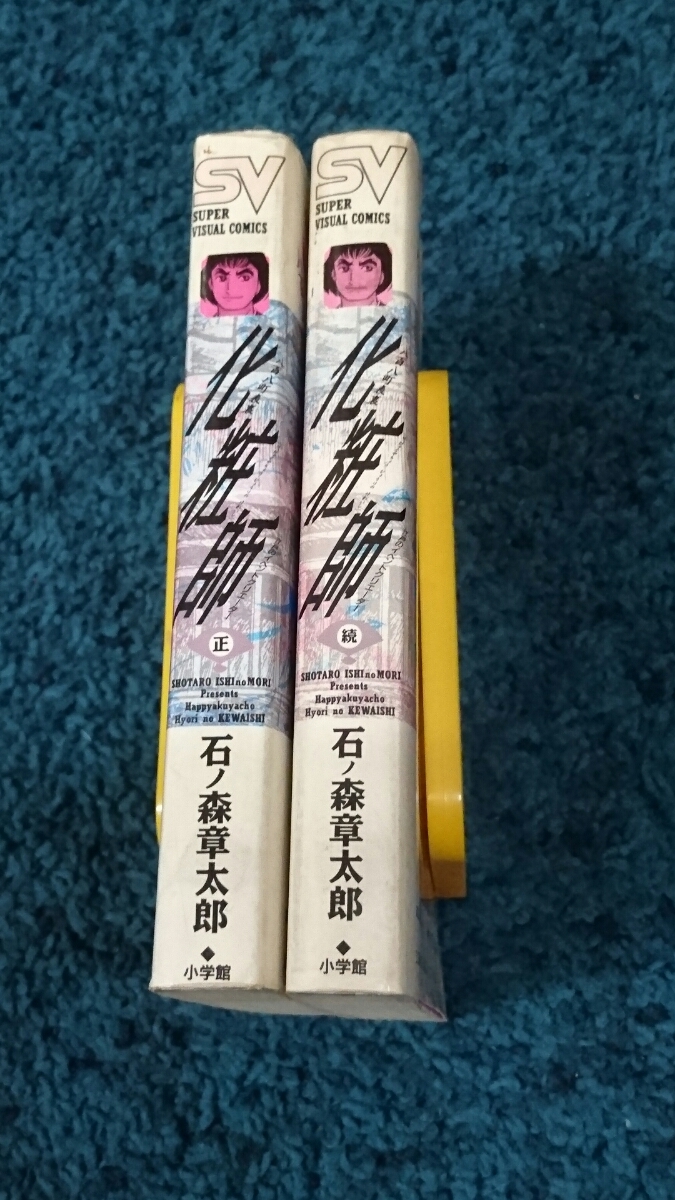 SV
SUPER
VISUAL COMICS
化粧師
正
SHOTARO ISHInoMORI
Presents
Happyakuyacho
Hyori no KEWAISHI
石ノ森章太郎
小学館
SV
SUPER
VISUAL COMICS
化粧師
続
SHOTARO ISHInoMORI
Presents
Happyakuyacho
Hyori no KEWAISHI
石ノ森章太郎
小学館